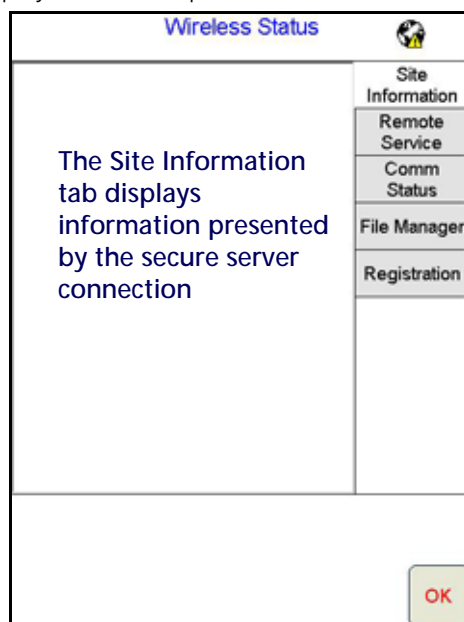 Wireless Status
Site
Information
Remote
Service
Comm
Status
File Manager
Registration
The Site Information
tab displays
information presented
by the secure server
connection
OK